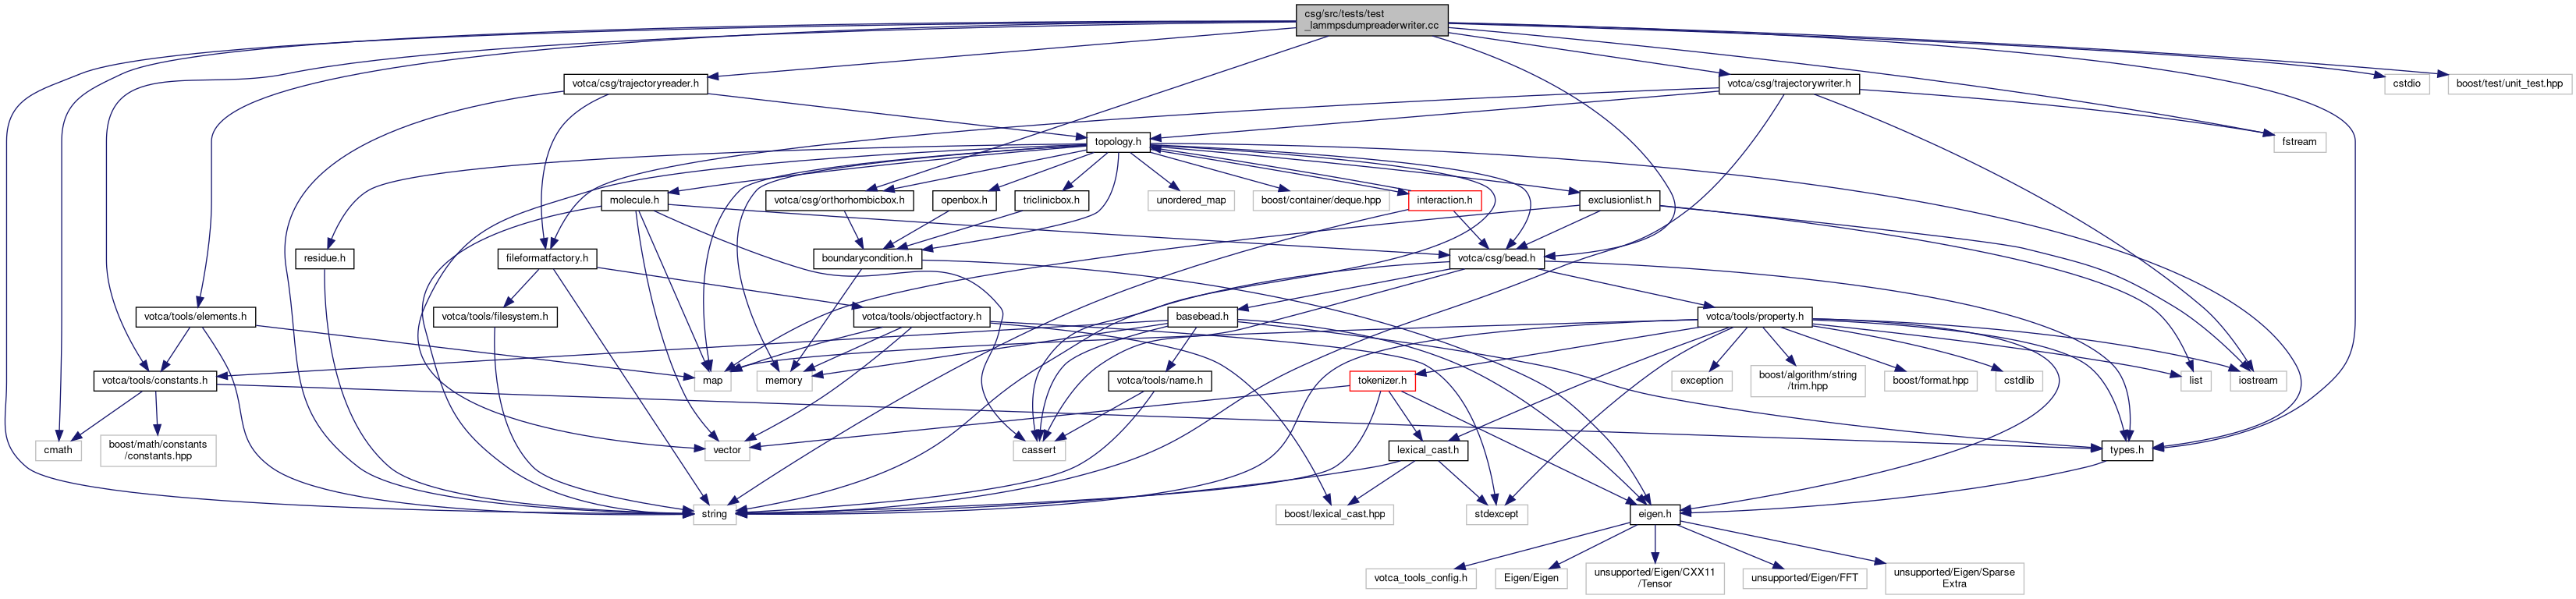 csg/src/tests/test
_lammpsdumpreaderwriter.cc
votca/csg/trajectoryreader.h
votca/csg/trajectorywriter.h
cstdio
boost/test/unit_test.hpp
topology.h
fstream
molecule.h
votca/csg/orthorhombicbox.h
openbox.h
triclinicbox.h
unordered_map
boost/container/deque.hpp
interaction.h
exclusionlist.h
residue.h
fileformatfactory.h
boundarycondition.h
votca/csg/bead.h
votca/tools/elements.h
votca/tools/filesystem.h
votca/tools/objectfactory.h
basebead.h
votca/tools/property.h
votca/tools/constants.h
map
memory
votca/tools/name.h
tokenizer.h
exception
boost/algorithm/string
/trim.hpp
boost/format.hpp
cstdlib
list
iostream
cmath
boost/math/constants
/constants.hpp
vector
cassert
lexical_cast.h
types.h
string
boost/lexical_cast.hpp
stdexcept
eigen.h
votca_tools_config.h
Eigen/Eigen
unsupported/Eigen/CXX11
/Tensor
unsupported/Eigen/FFT
unsupported/Eigen/Sparse
Extra